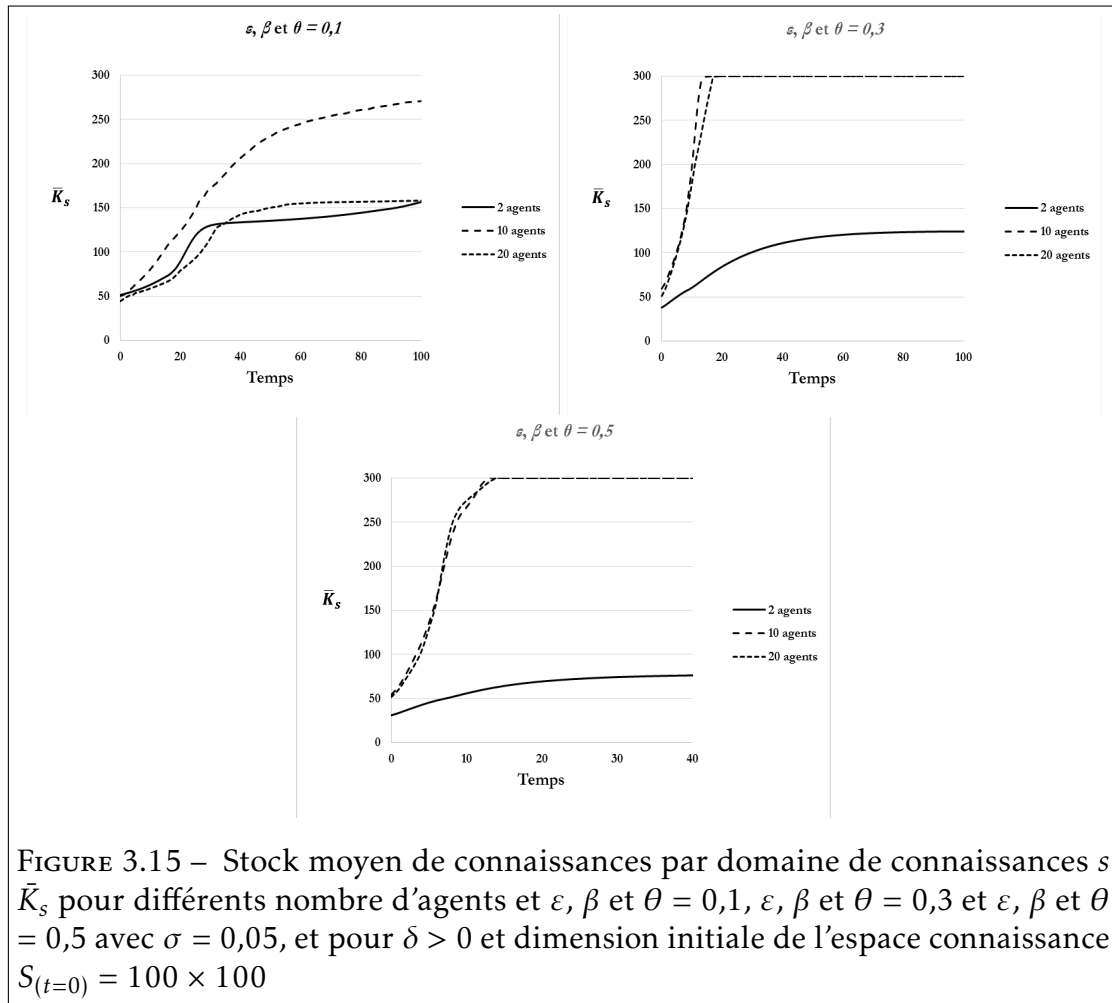 ε, β et θ = 0,1
300
250
200
150
100
50
0
K̄s
0 20 40 60 80 100
Temps
2 agents
10 agents
20 agents
ε, β et θ = 0,3
300
250
200
150
100
50
0
K̄s
0 20 40 60 80 100
Temps
2 agents
10 agents
20 agents
ε, β et θ = 0,5
300
250
200
150
100
50
0
K̄s
0 10 20 30 40
Temps
2 agents
10 agents
20 agents
FIGURE 3.15 – Stock moyen de connaissances par domaine de connaissances s
K̄s pour différents nombre d'agents et ε, β et θ = 0,1, ε, β et θ = 0,3 et ε, β et θ
= 0,5 avec σ = 0,05, et pour δ > 0 et dimension initiale de l'espace connaissance
S(t=0) = 100 × 100